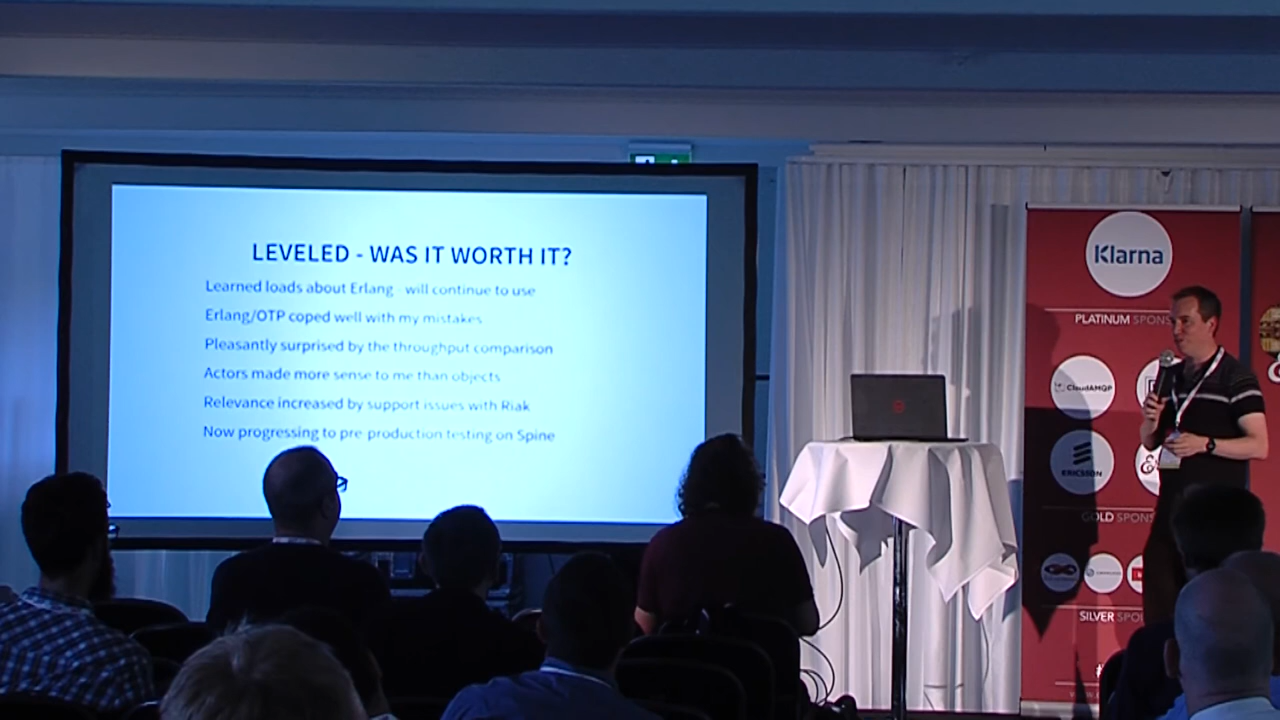 LEVELED - WAS IT WORTH IT?
Learned loads about Erlang - will continue to use
Erlang/OTP coped well with my mistakes
Pleasantly surprised by the throughput comparison
Actors made more sense to me than objects
Relevance increased by support issues with Riak
Now progressing to pre production testing on Spine
Klarna
PLATINUM SPONS
CloudAMQP
ERICSSON
GOLD SPONS
SILVER SPO